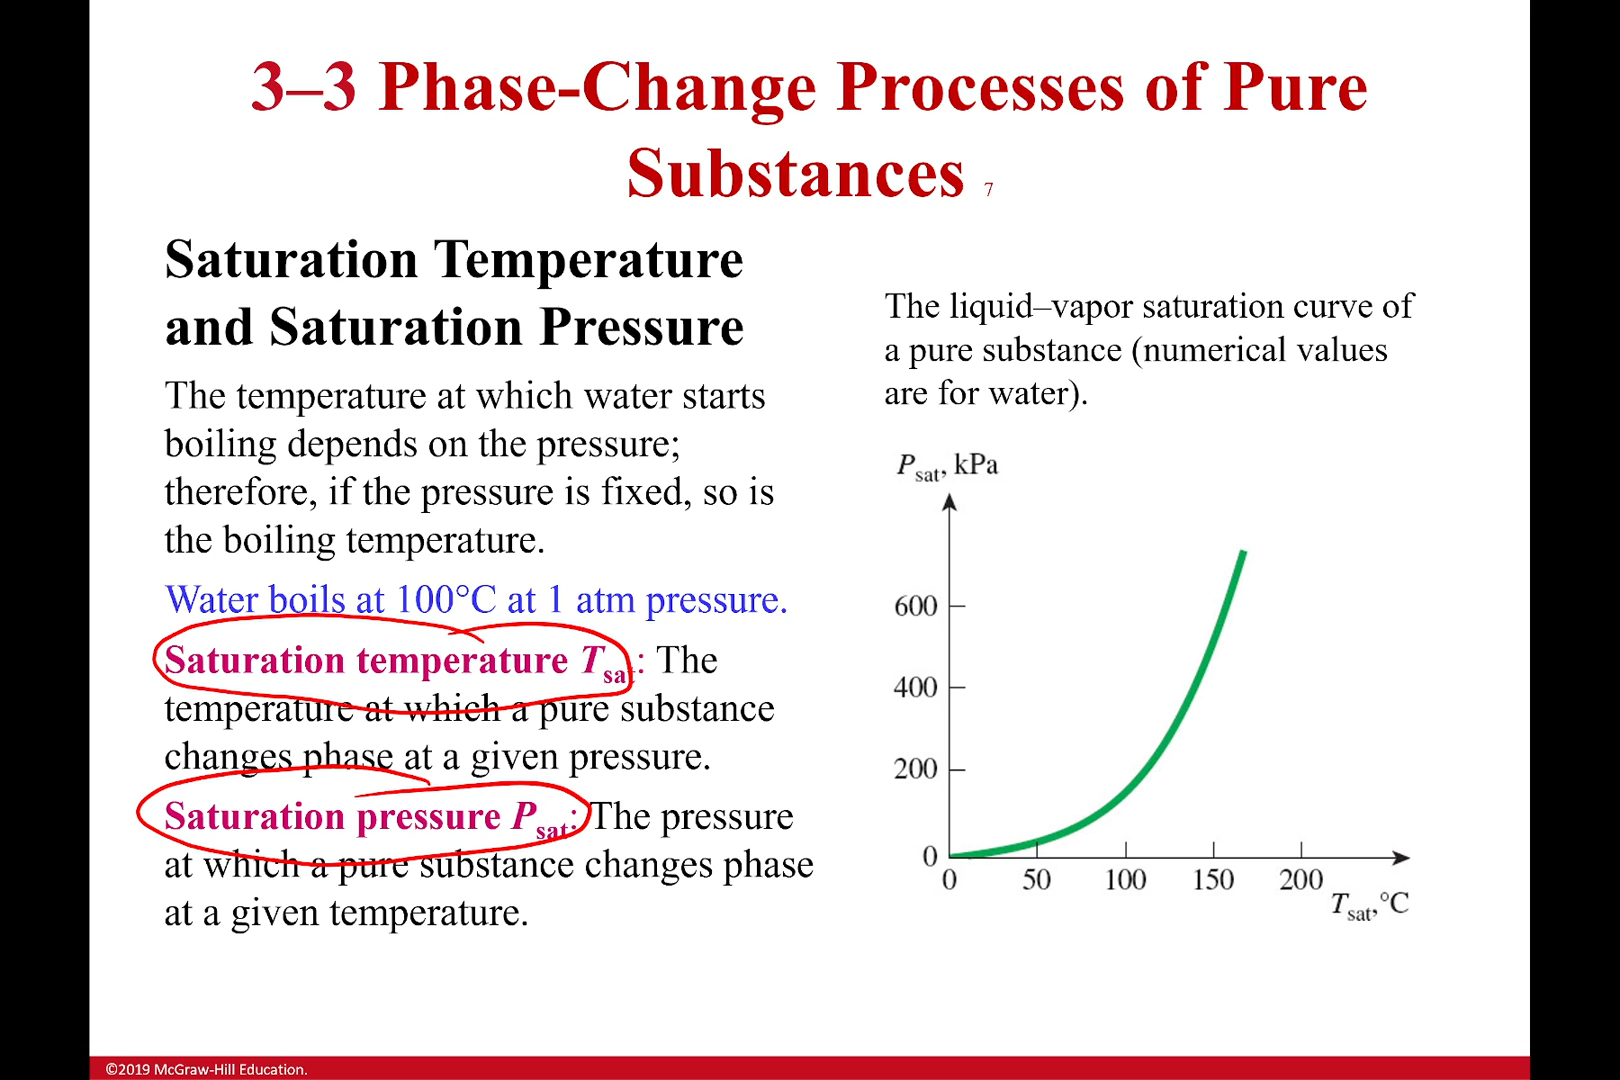 3–3 Phase-Change Processes of Pure
Substances 7
Saturation Temperature
and Saturation Pressure
The temperature at which water starts
boiling depends on the pressure;
therefore, if the pressure is fixed, so is
the boiling temperature.
Water boils at 100°C at 1 atm pressure.
Saturation temperature Tsat: The
temperature at which a pure substance
changes phase at a given pressure.
Saturation pressure Psat: The pressure
at which a pure substance changes phase
at a given temperature.
The liquid–vapor saturation curve of
a pure substance (numerical values
are for water).
Psat, kPa
600
400
200
0
0 50 100 150 200
Tsat, °C
©2019 McGraw-Hill Education.